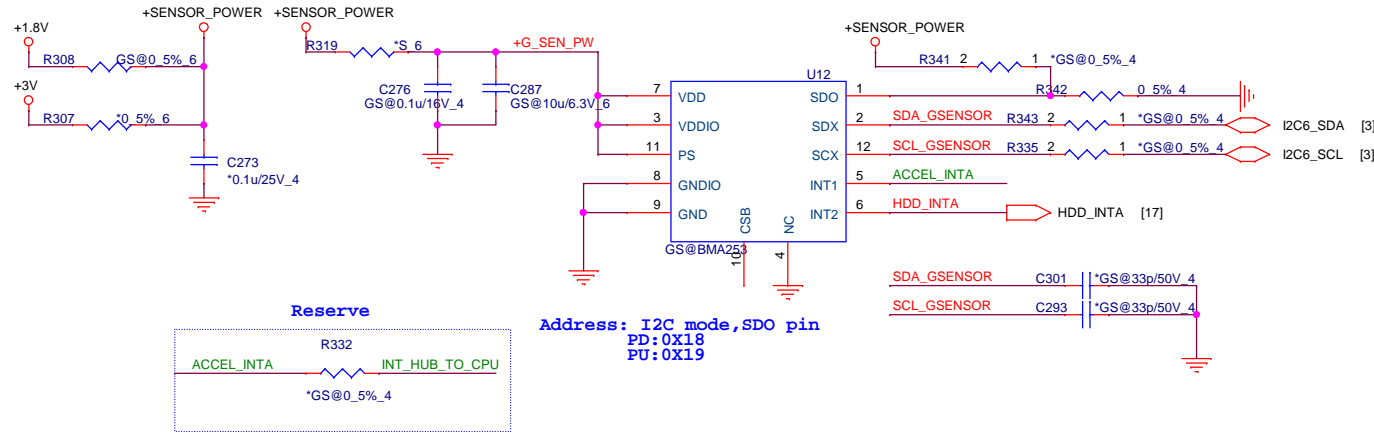 +SENSOR_POWER
+SENSOR_POWER
+SENSOR_POWER
+1.8V
R308
GS@0_5%_6
+3V
R307
*0_5%_6
C273
*0.1u/25V_4
R319
*S_6
+G_SEN_PW
C276
GS@0.1u/16V_4
C287
GS@10u/6.3V_6
U12
7
VDD
3
VDDIO
11
PS
8
GNDIO
9
GND
SDO
1
SDX
2
SCX
12
INT1
5
INT2
6
CSB
10
NC
4
GS@BMA253
R341
2
1
*GS@0_5%_4
R342
0_5%_4
SDA_GSENSOR
R343
2
1
*GS@0_5%_4
I2C6_SDA [3]
SCL_GSENSOR
R335
2
1
*GS@0_5%_4
I2C6_SCL [3]
ACCEL_INTA
HDD_INTA
HDD_INTA [17]
SDA_GSENSOR
C301
*GS@33p/50V_4
SCL_GSENSOR
C293
*GS@33p/50V_4
Reserve
R332
ACCEL_INTA
INT_HUB_TO_CPU
*GS@0_5%_4
Address: I2C mode,SDO pin
PD:0X18
PU:0X19